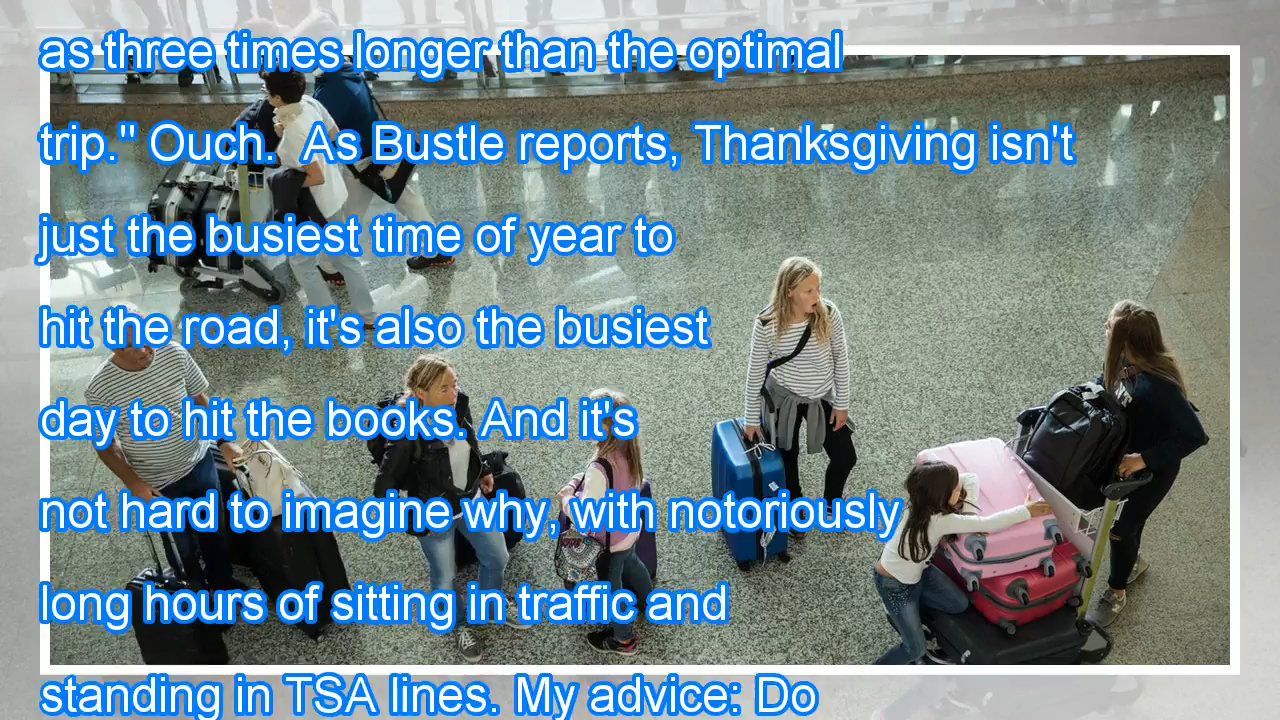 as three times longer than the optimal
trip." Ouch.  As Bustle reports, Thanksgiving isn't
just the busiest time of year to
hit the road, it's also the busiest
day to hit the books. And it's
not hard to imagine why, with notoriously
long hours of sitting in traffic and
standing in TSA lines. My advice: Do